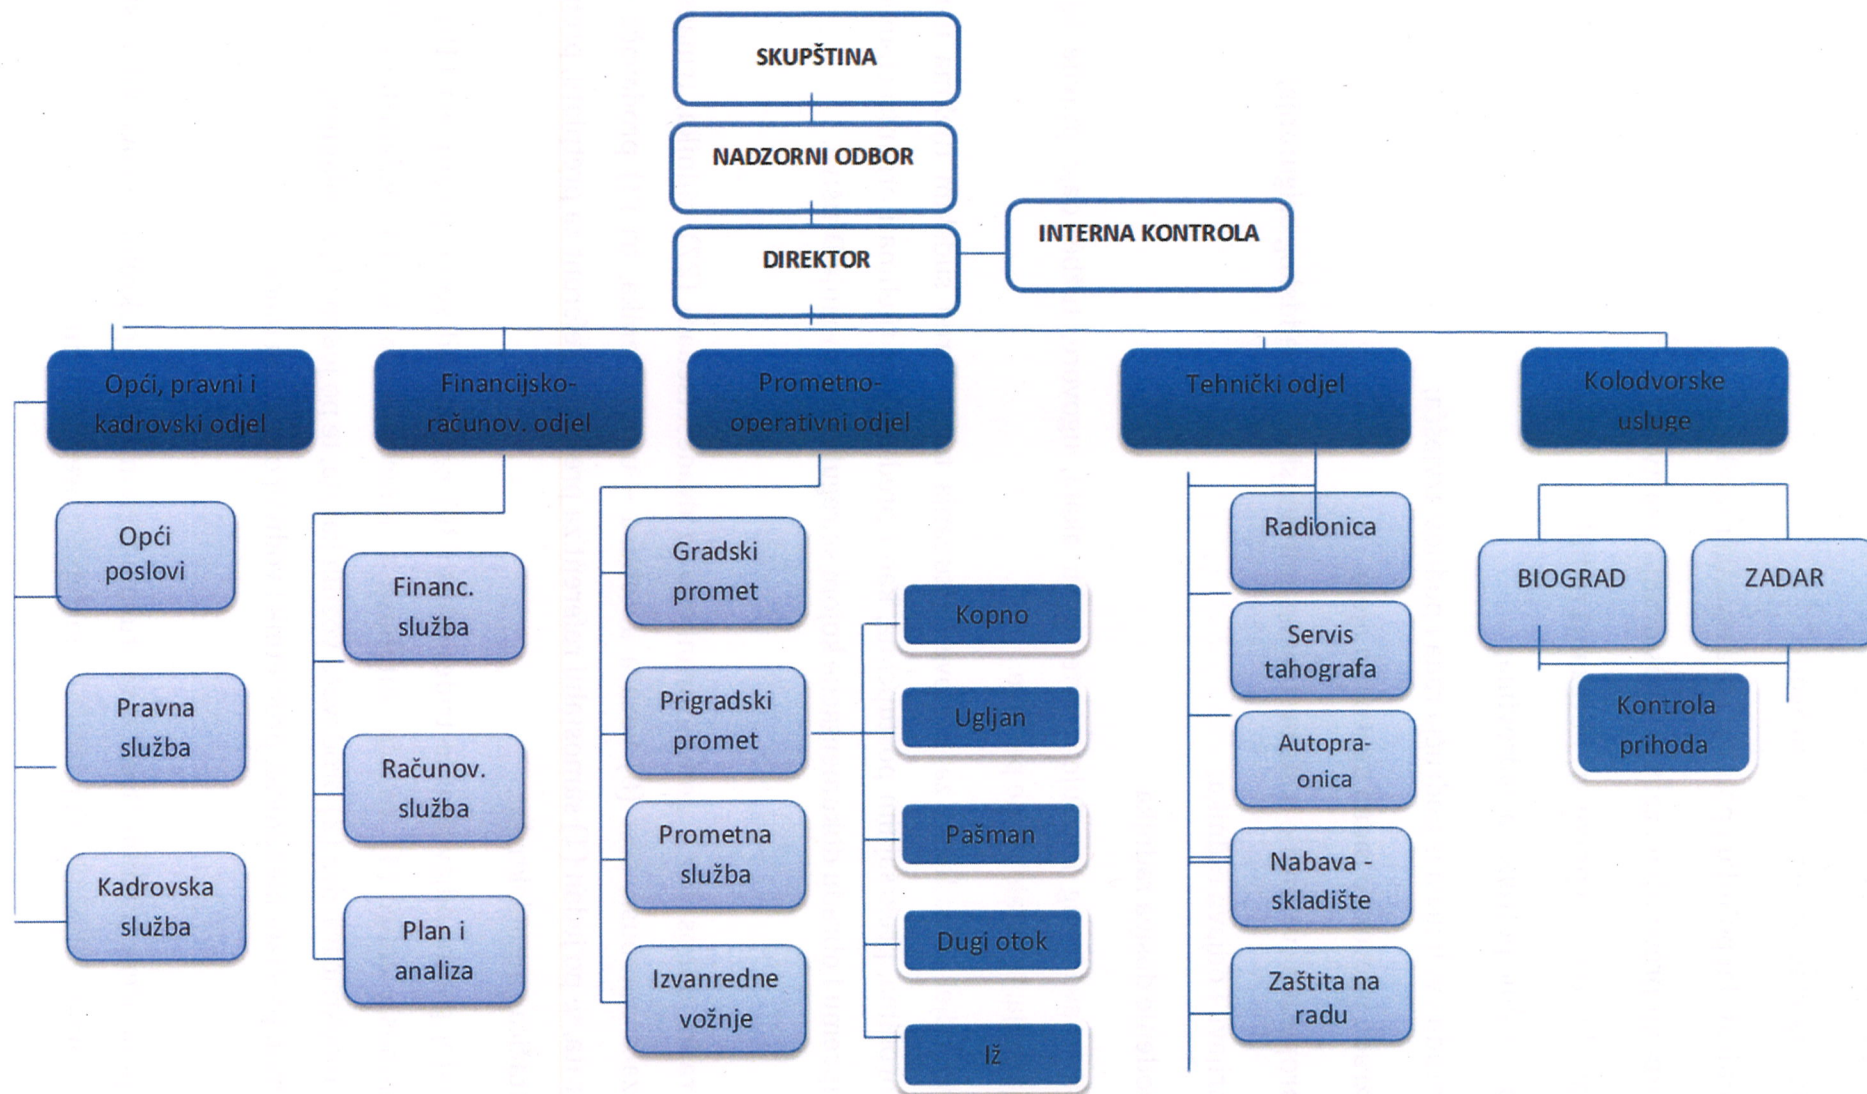 SKUPŠTINA
NADZORNI ODBOR
DIREKTOR
INTERNA KONTROLA
Opći, pravni i
kadrovski odjel
Financijsko-
računov. odjel
Prometno-
operativni odjel
Tehnički odjel
Kolodvorske
usluge
Opći
poslovi
Pravna
služba
Kadrovska
služba
Financ.
služba
Računov.
služba
Plan i
analiza
Gradski
promet
Prigradski
promet
Prometna
služba
Izvanredne
vožnje
Kopno
Ugljan
Pašman
Dugi otok
Iž
Radionica
Servis
tahografa
Autopra-
onica
Nabava -
skladište
Zaštita na
radu
BIOGRAD
ZADAR
Kontrola
prihoda